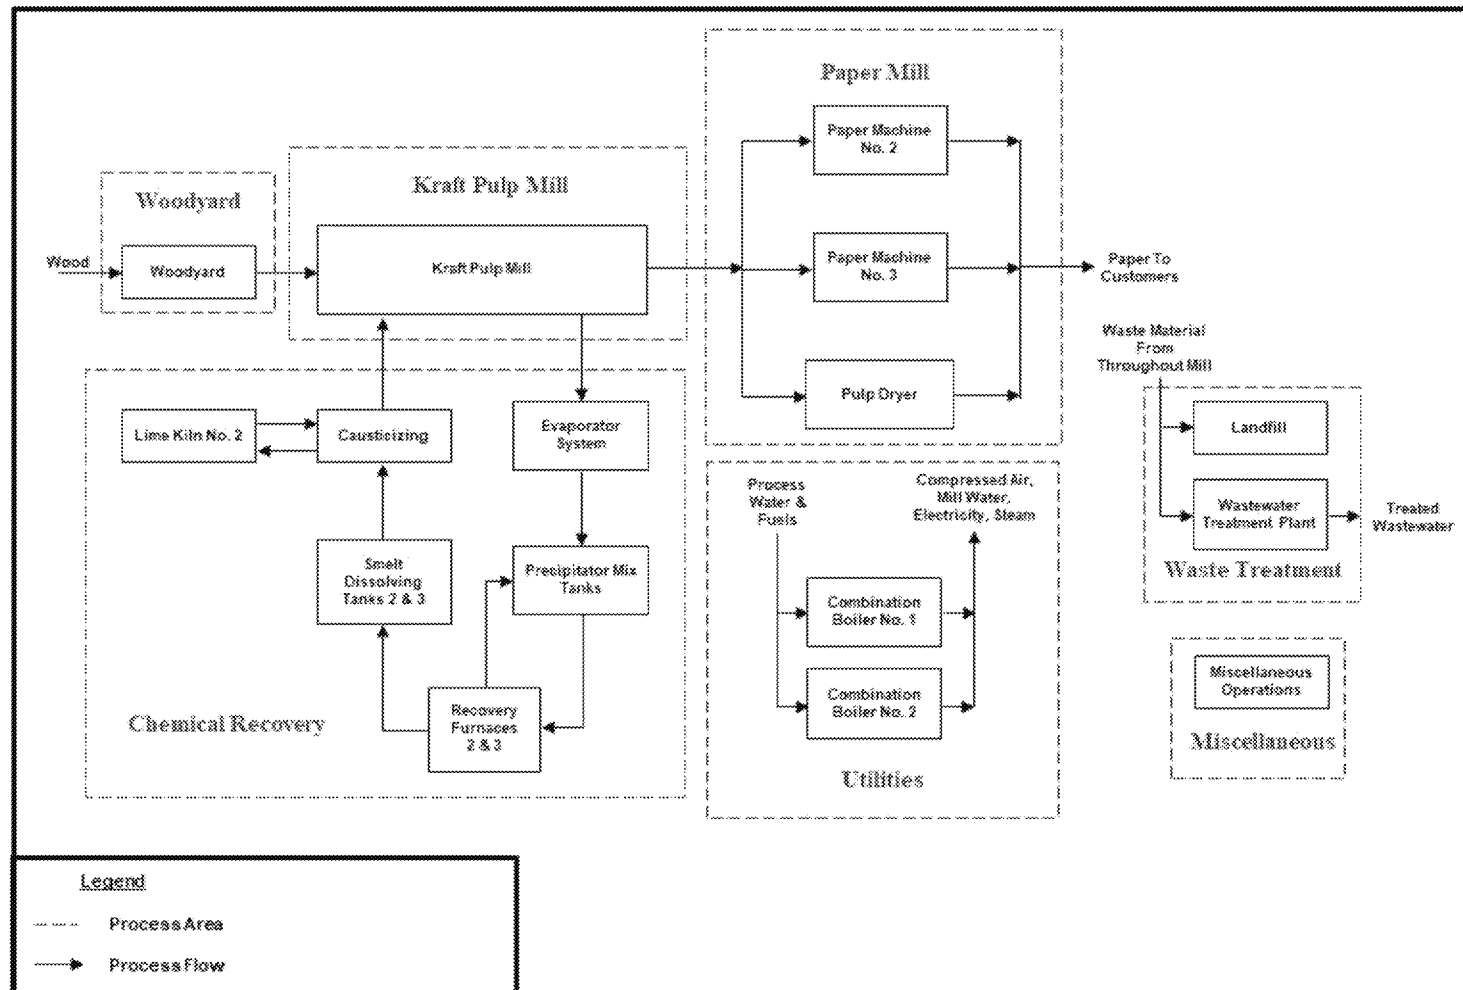 Paper Mill
Paper Machine
No. 2
Kraft Pulp Mill
Woodyard
Wood
Woodyard
Kraft Pulp Mill
Paper Machine
No. 3
Paper To
Customers
Waste Material
From
Throughout Mill
Pulp Dryer
Lime Kiln No. 2
Causticizing
Evaporator
System
Landfill
Process
Water &
Fuels
Compressed Air,
Mill Water,
Electricity, Steam
Wastewater
Treatment Plant
Treated
Wastewater
Waste Treatment
Smelt
Dissolving
Tanks 2 & 3
Precipitator Mix
Tanks
Combination
Boiler No. 1
Miscellaneous
Operations
Miscellaneous
Chemical Recovery
Recovery
Furnaces
2 & 3
Combination
Boiler No. 2
Utilities
Legend
Process Area
Process Flow